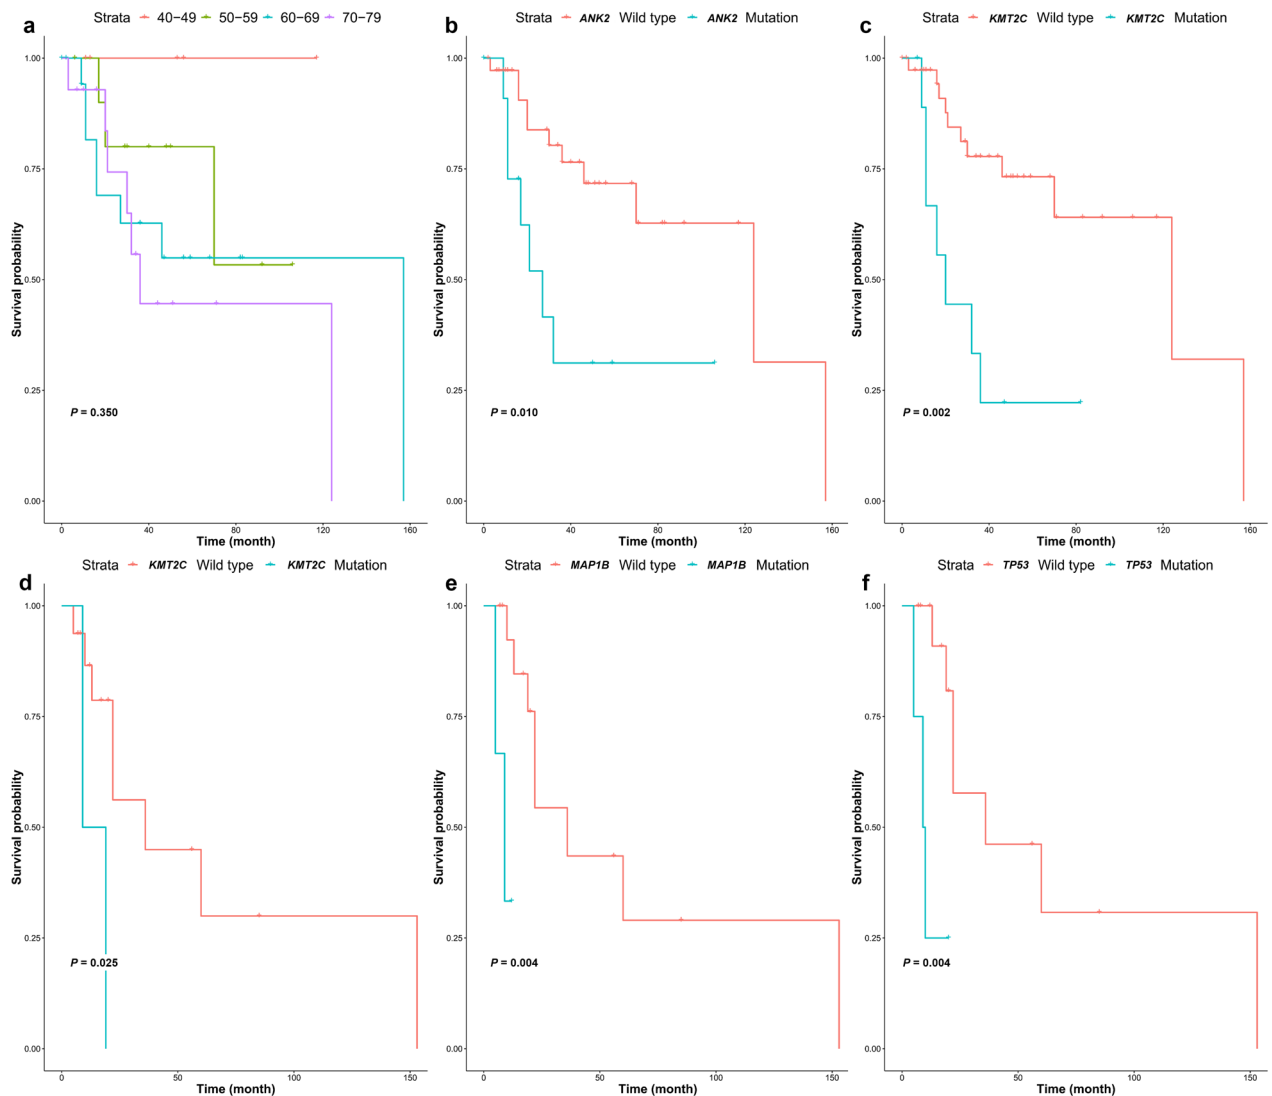 a Strata 40−49 50−59 60−69 70−79
1.00
0.75
0.50
0.25
0.00
Survival probability
P = 0.350
0 40 80 120 160
Time (month)
b Strata ANK2 Wild type ANK2 Mutation
1.00
0.75
0.50
0.25
0.00
Survival probability
P = 0.010
0 40 80 120 160
Time (month)
c Strata KMT2C Wild type KMT2C Mutation
1.00
0.75
0.50
0.25
0.00
Survival probability
P = 0.002
0 40 80 120 160
Time (month)
d Strata KMT2C Wild type KMT2C Mutation
1.00
0.75
0.50
0.25
0.00
Survival probability
P = 0.025
0 50 100 150
Time (month)
e Strata MAP1B Wild type MAP1B Mutation
1.00
0.75
0.50
0.25
0.00
Survival probability
P = 0.004
0 50 100 150
Time (month)
f Strata TP53 Wild type TP53 Mutation
1.00
0.75
0.50
0.25
0.00
Survival probability
P = 0.004
0 50 100 150
Time (month)